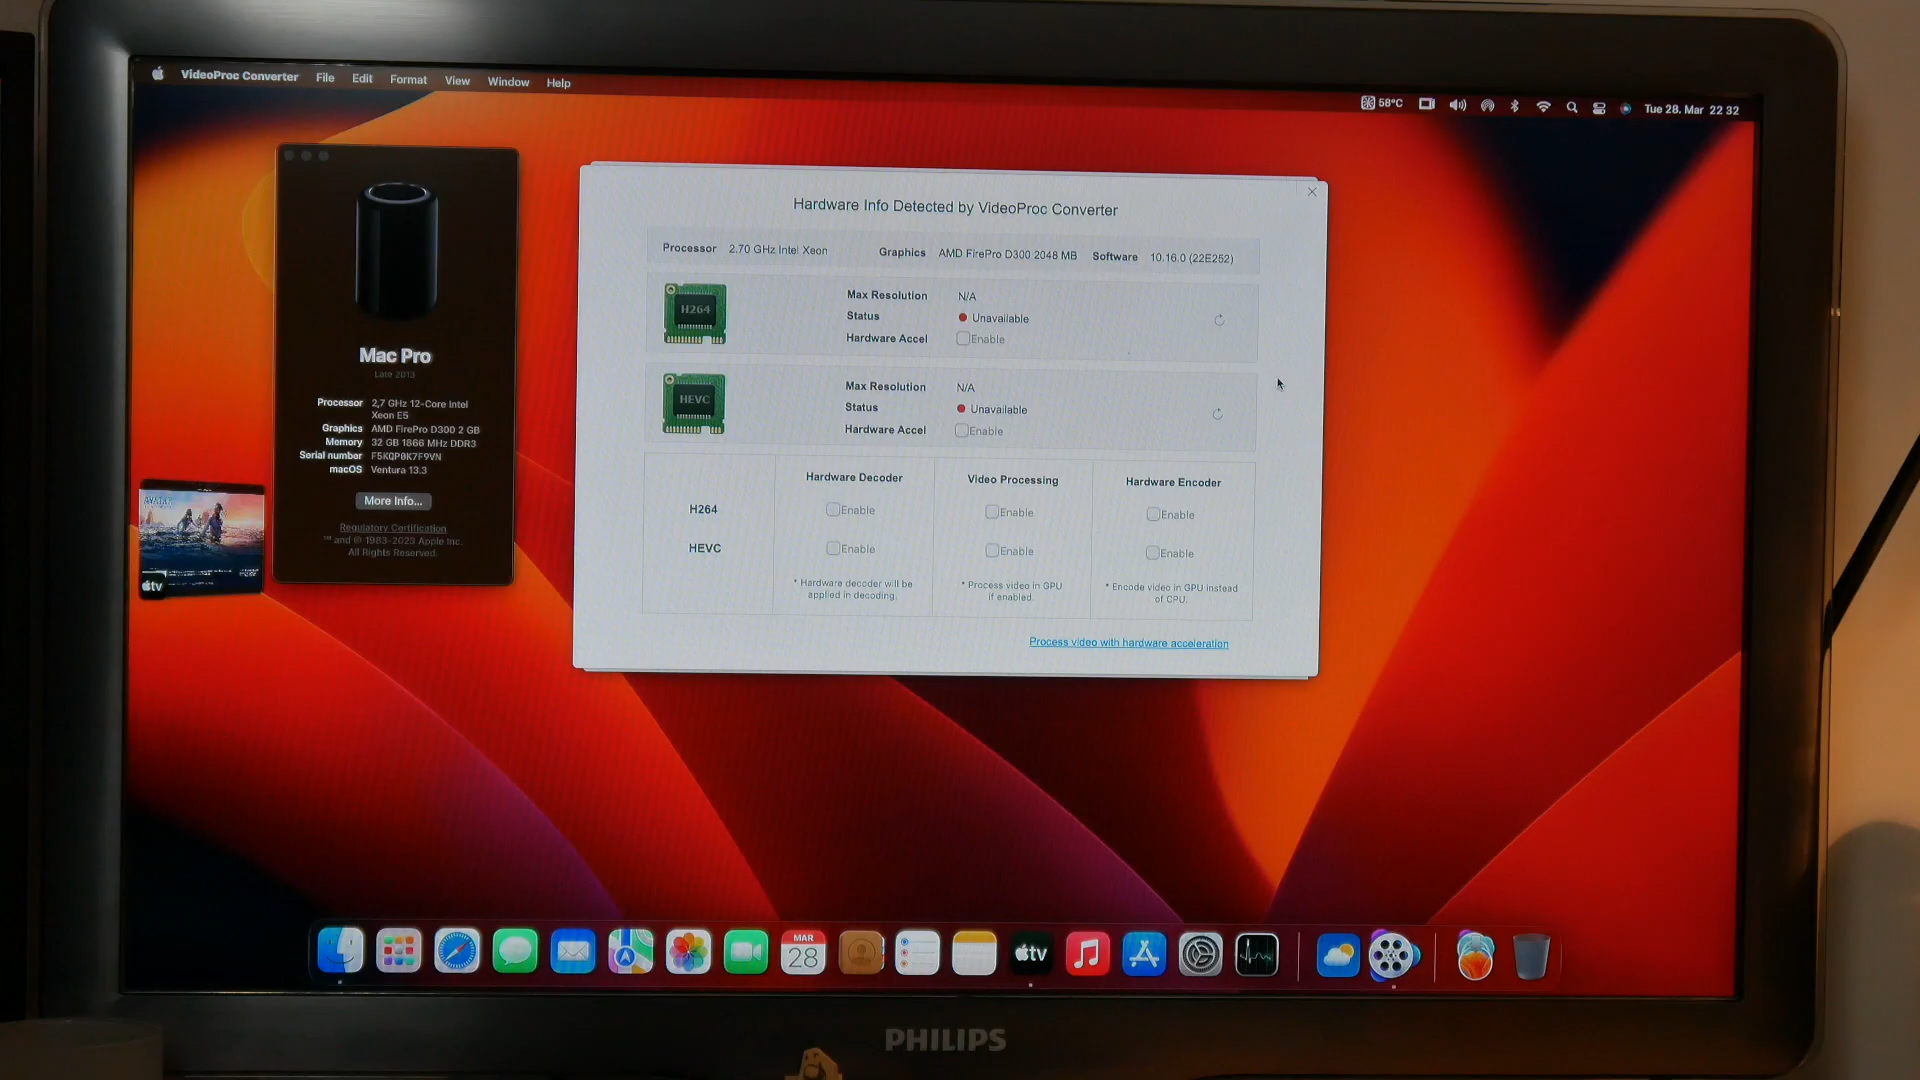 VideoProc Converter File Edit Format View Window Help
58°C Tue 28. Mar 22 32
Mac Pro
Late 2013
Processor 2,7 GHz 12-Core Intel
Xeon E5
Graphics AMD FirePro D300 2 GB
Memory 32 GB 1866 MHz DDR3
Serial number F5KQP0K7F9VN
macOS Ventura 13.3
More Info...
Regulatory Certification
™ and © 1983-2023 Apple Inc.
All Rights Reserved.
AVATAR
tv
Hardware Info Detected by VideoProc Converter
Processor 2.70 GHz Intel Xeon Graphics AMD FirePro D300 2048 MB Software 10.16.0 (22E252)
H264
Max Resolution N/A
Status Unavailable
Hardware Accel Enable
HEVC
Max Resolution N/A
Status Unavailable
Hardware Accel Enable
Hardware Decoder Video Processing Hardware Encoder
H264 Enable Enable Enable
HEVC Enable Enable Enable
* Hardware decoder will be
applied in decoding.
* Process video in GPU
if enabled.
* Encode video in GPU instead
of CPU.
Process video with hardware acceleration
MAR
28
tv
PHILIPS